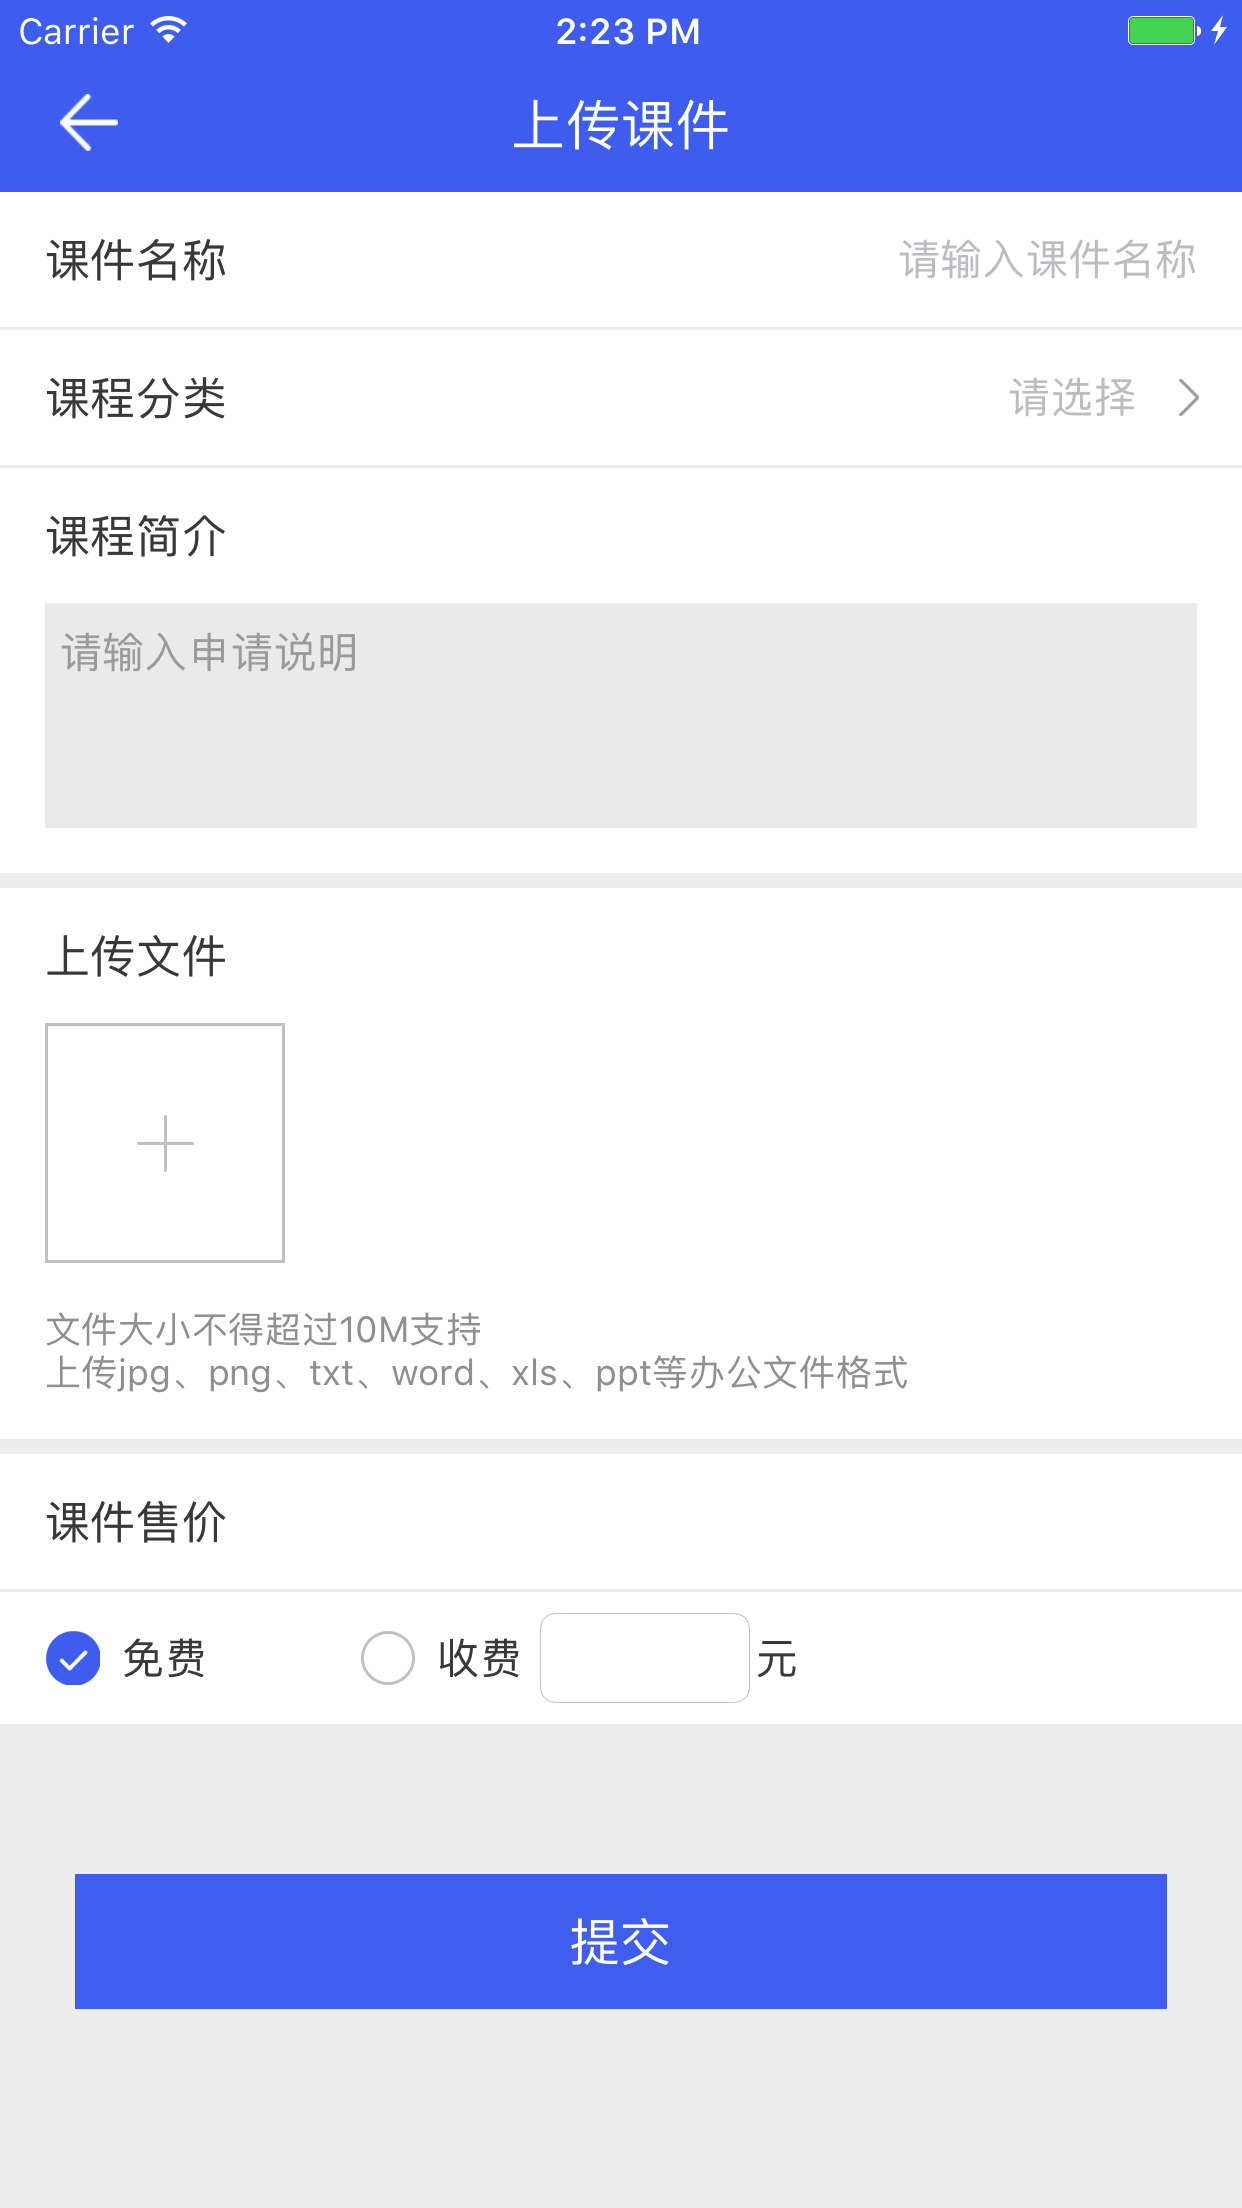 Carrier 2:23 PM
上传课件
课件名称 请输入课件名称
课程分类 请选择
课程简介
请输入申请说明
上传文件
文件大小不得超过10M支持
上传jpg、png、txt、word、xls、ppt等办公文件格式
课件售价
免费 收费 元
提交